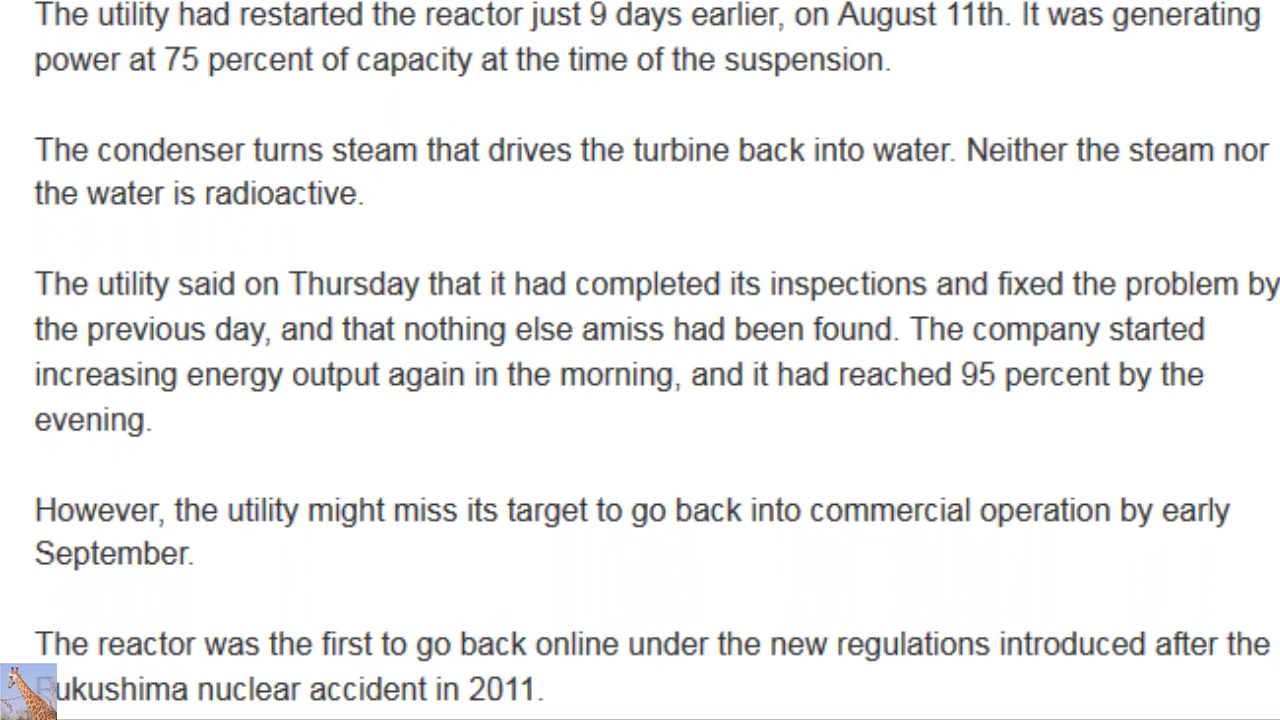 The utility had restarted the reactor just 9 days earlier, on August 11th. It was generating
power at 75 percent of capacity at the time of the suspension.
The condenser turns steam that drives the turbine back into water. Neither the steam nor
the water is radioactive.
The utility said on Thursday that it had completed its inspections and fixed the problem by
the previous day, and that nothing else amiss had been found. The company started
increasing energy output again in the morning, and it had reached 95 percent by the
evening.
However, the utility might miss its target to go back into commercial operation by early
September.
The reactor was the first to go back online under the new regulations introduced after the
Fukushima nuclear accident in 2011.